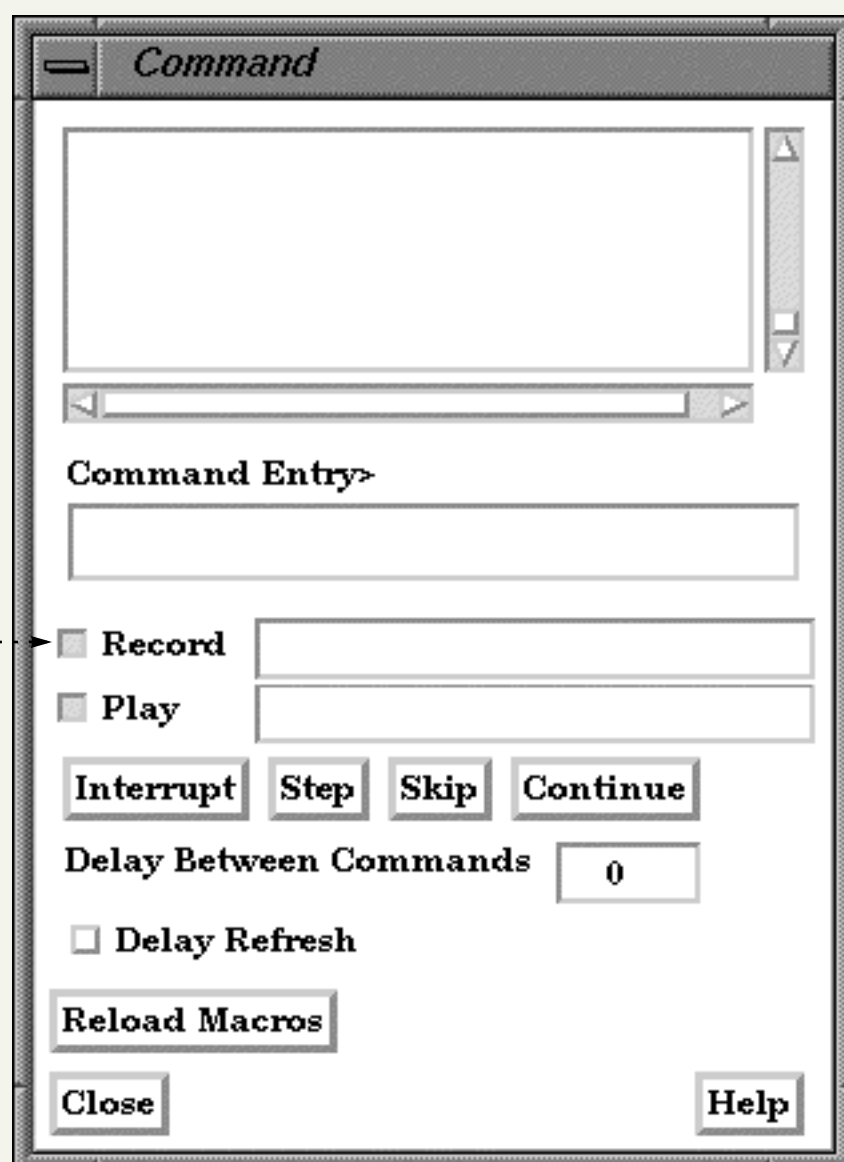 Command
Command Entry>
Record
Play
Interrupt Step Skip Continue
Delay Between Commands 0
Delay Refresh
Reload Macros
Close Help